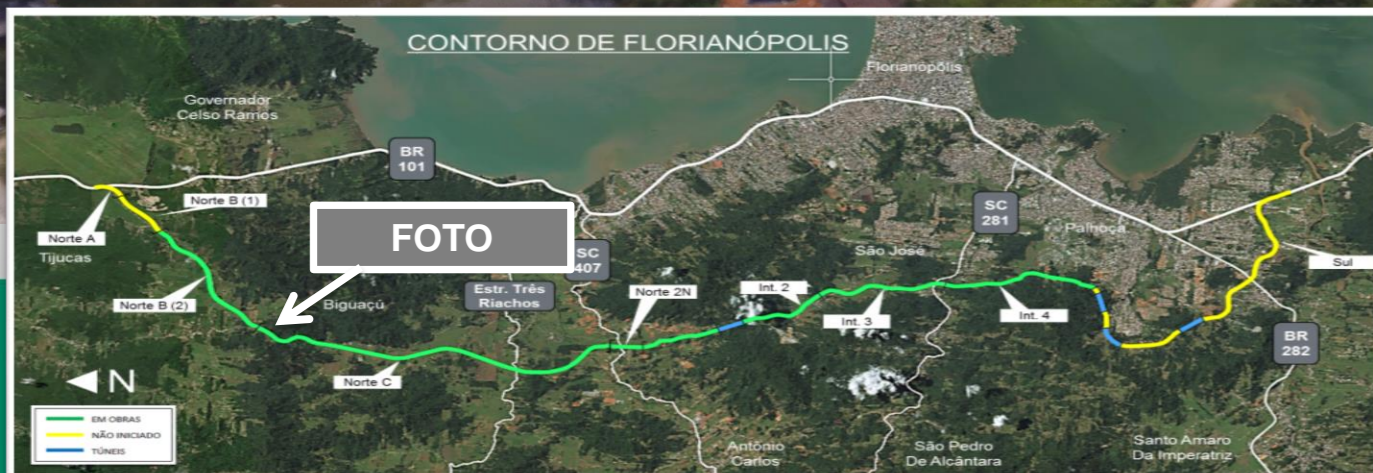 CONTORNO DE FLORIANÓPOLIS
Florianópolis
Governador
Celso Ramos
BR
101
Norte B (1)
Norte A
Tijucas
FOTO
SC
281
Palhoça
São José
Sul
SC
407
Estr. Três
Riachos
Norte 2N
Int. 2
Norte B (2)
Biguaçú
Int. 3
Int. 4
BR
282
N
Norte C
EM OBRAS
NÃO INICIADO
TÚNEIS
Antônio
Carlos
São Pedro
De Alcântara
Santo Amaro
Da Imperatriz